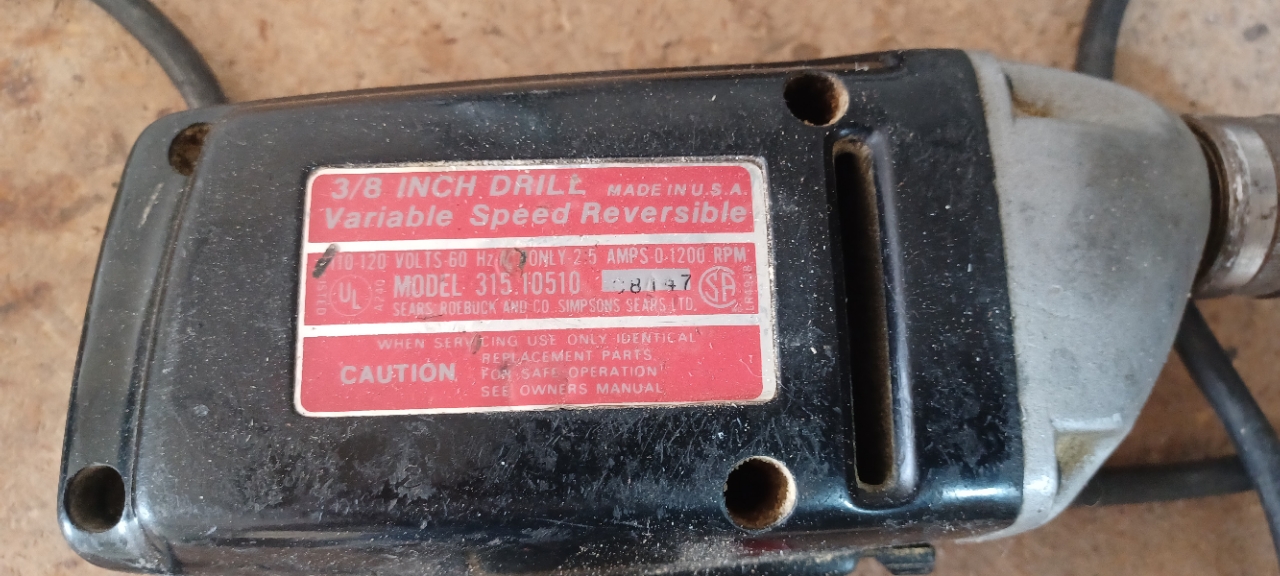 3/8 INCH DRILL MADE IN U.S.A.
Variable Speed Reversible
110-120 VOLTS-60 Hz ONLY-2.5 AMPS-0-1200 RPM
UL
MODEL 315.10510
SEARS, ROEBUCK AND CO. SIMPSONS SEARS LTD.
SA
WHEN SERVICING USE ONLY IDENTICAL
REPLACEMENT PARTS
CAUTION FOR SAFE OPERATION
SEE OWNERS MANUAL